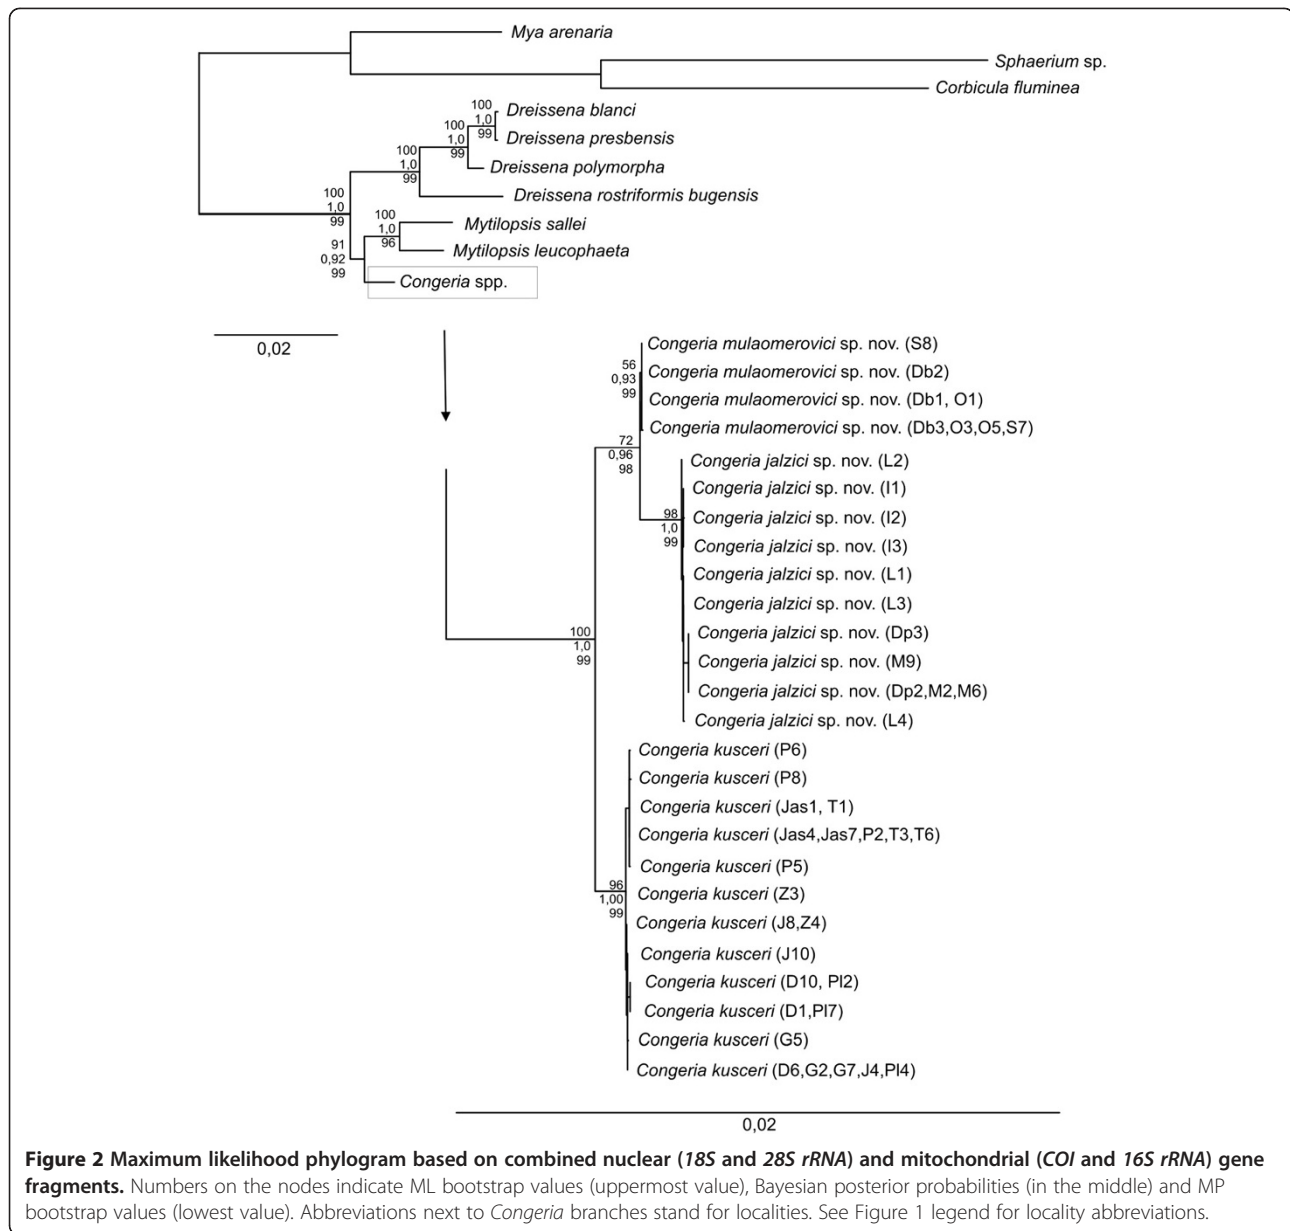 Mya arenaria
Sphaerium sp.
Corbicula fluminea
100
1,0
99
Dreissena blanci
Dreissena presbensis
100
1,0
99
Dreissena polymorpha
100
1,0
99
Dreissena rostriformis bugensis
100
1,0
99
100
1,0
96
Mytilopsis sallei
Mytilopsis leucophaeta
91
0,92
99
Congeria spp.
0,02
Congeria mulaomerovici sp. nov. (S8)
56
0,93
99
Congeria mulaomerovici sp. nov. (Db2)
Congeria mulaomerovici sp. nov. (Db1, O1)
Congeria mulaomerovici sp. nov. (Db3,O3,O5,S7)
72
0,96
98
Congeria jalzici sp. nov. (L2)
Congeria jalzici sp. nov. (I1)
Congeria jalzici sp. nov. (I2)
98
1,0
99
Congeria jalzici sp. nov. (I3)
Congeria jalzici sp. nov. (L1)
Congeria jalzici sp. nov. (L3)
Congeria jalzici sp. nov. (Dp3)
Congeria jalzici sp. nov. (M9)
Congeria jalzici sp. nov. (Dp2,M2,M6)
Congeria jalzici sp. nov. (L4)
100
1,0
99
Congeria kusceri (P6)
Congeria kusceri (P8)
Congeria kusceri (Jas1, T1)
Congeria kusceri (Jas4,Jas7,P2,T3,T6)
Congeria kusceri (P5)
96
1,00
99
Congeria kusceri (Z3)
Congeria kusceri (J8,Z4)
Congeria kusceri (J10)
Congeria kusceri (D10, Pl2)
Congeria kusceri (D1,Pl7)
Congeria kusceri (G5)
Congeria kusceri (D6,G2,G7,J4,Pl4)
0,02
Figure 2 Maximum likelihood phylogram based on combined nuclear (18S and 28S rRNA) and mitochondrial (COI and 16S rRNA) gene
fragments. Numbers on the nodes indicate ML bootstrap values (uppermost value), Bayesian posterior probabilities (in the middle) and MP
bootstrap values (lowest value). Abbreviations next to Congeria branches stand for localities. See Figure 1 legend for locality abbreviations.